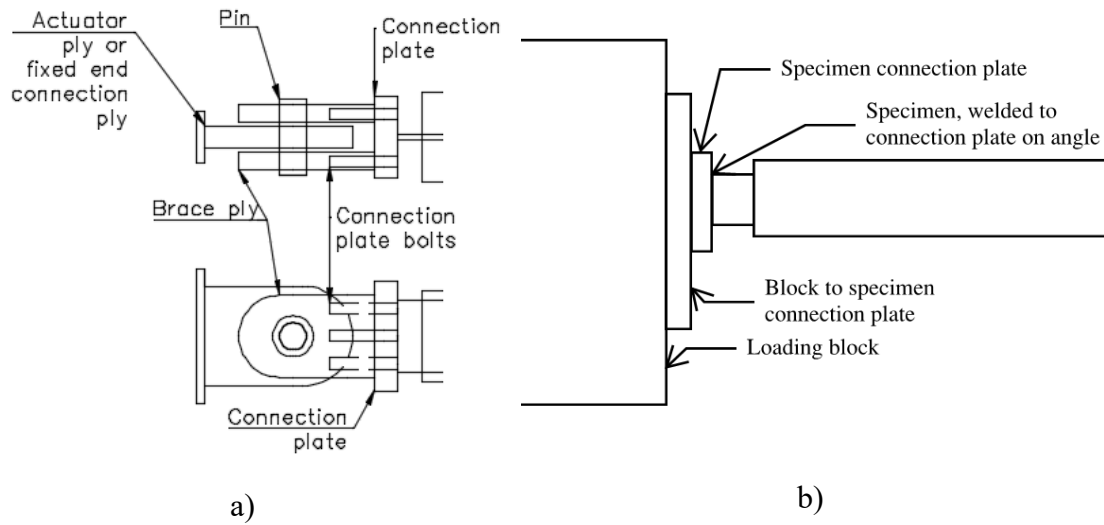 Actuator
ply or
fixed end
connection
ply
Pin
Connection
plate
Brace ply
Connection
plate bolts
Connection
plate
a)
Specimen connection plate
Specimen, welded to
connection plate on angle
Block to specimen
connection plate
Loading block
b)